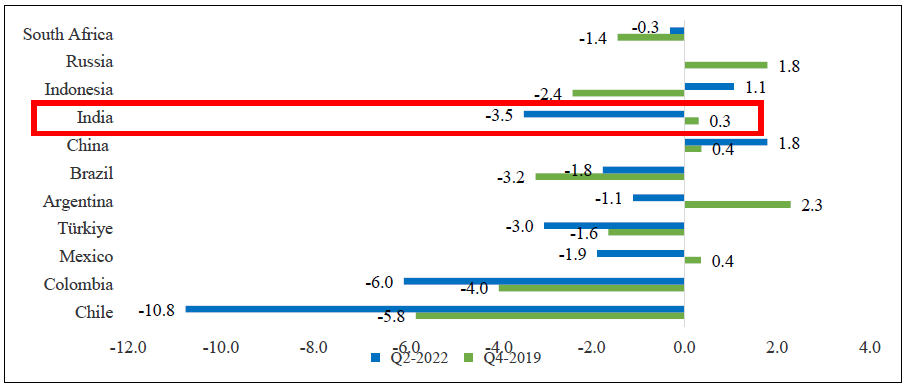 South Africa -0.3
-1.4
Russia 1.8
Indonesia 1.1
-2.4
India -3.5
0.3
China 1.8
0.4
Brazil -1.8
-3.2
Argentina -1.1
2.3
Türkiye -3.0
-1.6
Mexico -1.9
0.4
Colombia -6.0
-4.0
Chile -10.8
-5.8
-12.0 -10.0 -8.0 -6.0 -4.0 -2.0 0.0 2.0 4.0
Q2-2022 Q4-2019